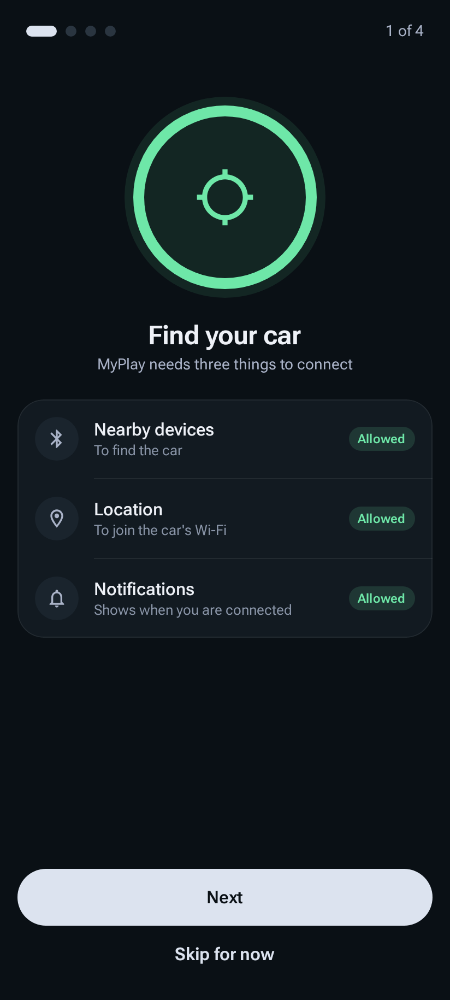 1 of 4
Find your car
MyPlay needs three things to connect
Nearby devices
To find the car
Allowed
Location
To join the car's Wi-Fi
Allowed
Notifications
Shows when you are connected
Allowed
Next
Skip for now